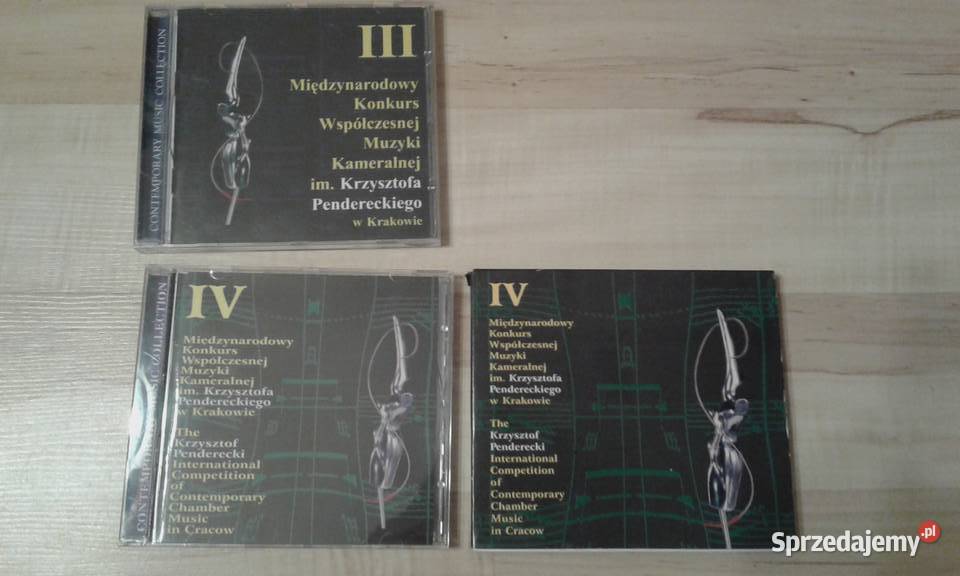 CONTEMPORARY MUSIC COLLECTION
III
Międzynarodowy
Konkurs
Współczesnej
Muzyki
Kameralnej
im. Krzysztofa
Pendereckiego
w Krakowie
CONTEMPORARY MUSIC COLLECTION
IV
Międzynarodowy
Konkurs
Współczesnej
Muzyki
Kameralnej
im. Krzysztofa
Pendereckiego
w Krakowie
The
Krzysztof
Penderecki
International
Competition
of
Contemporary
Chamber
Music
in Cracow
IV
Międzynarodowy
Konkurs
Współczesnej
Muzyki
Kameralnej
im. Krzysztofa
Pendereckiego
w Krakowie
The
Krzysztof
Penderecki
International
Competition
of
Contemporary
Chamber
Music
in Cracow
Sprzedajemy.pl